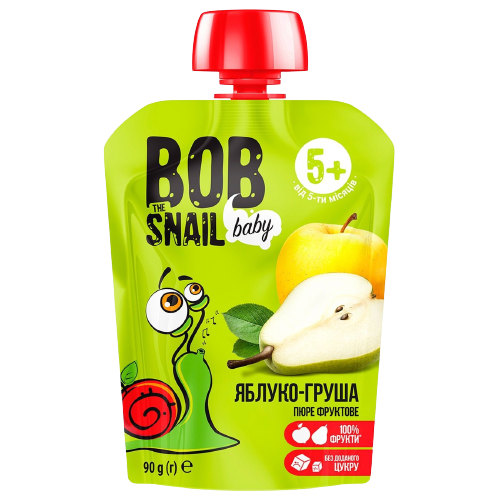 BOB
THE
SNAIL
baby
5+
від 5-ти місяців
ЯБЛУКО-ГРУША
ПЮРЕ ФРУКТОВЕ
100%
ФРУКТИ*
БЕЗ ДОДАНОГО
ЦУКРУ
90 g (г) e